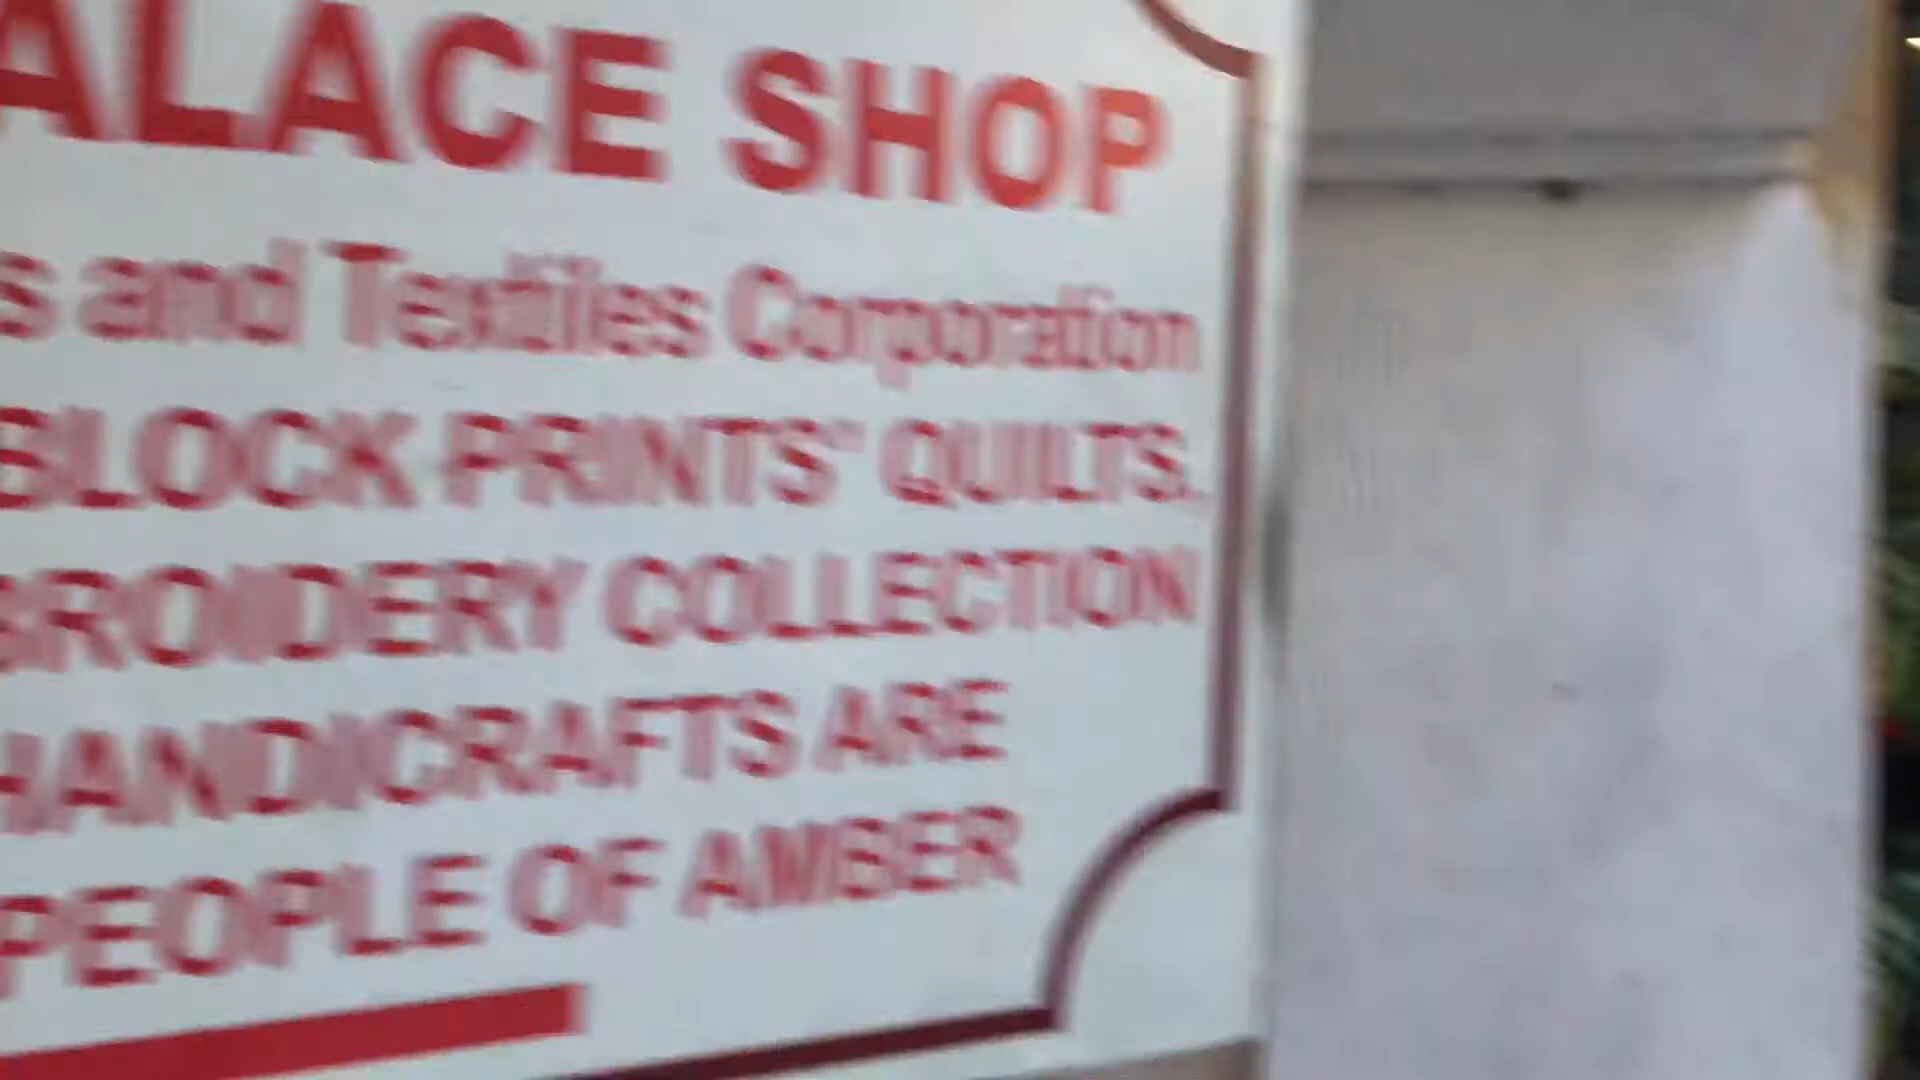 ALACE SHOP
s and Textiles Corporation
BLOCK PRINTS' QUILTS.
BROIDERY COLLECTION
HANDICRAFTS ARE
PEOPLE OF AMBER